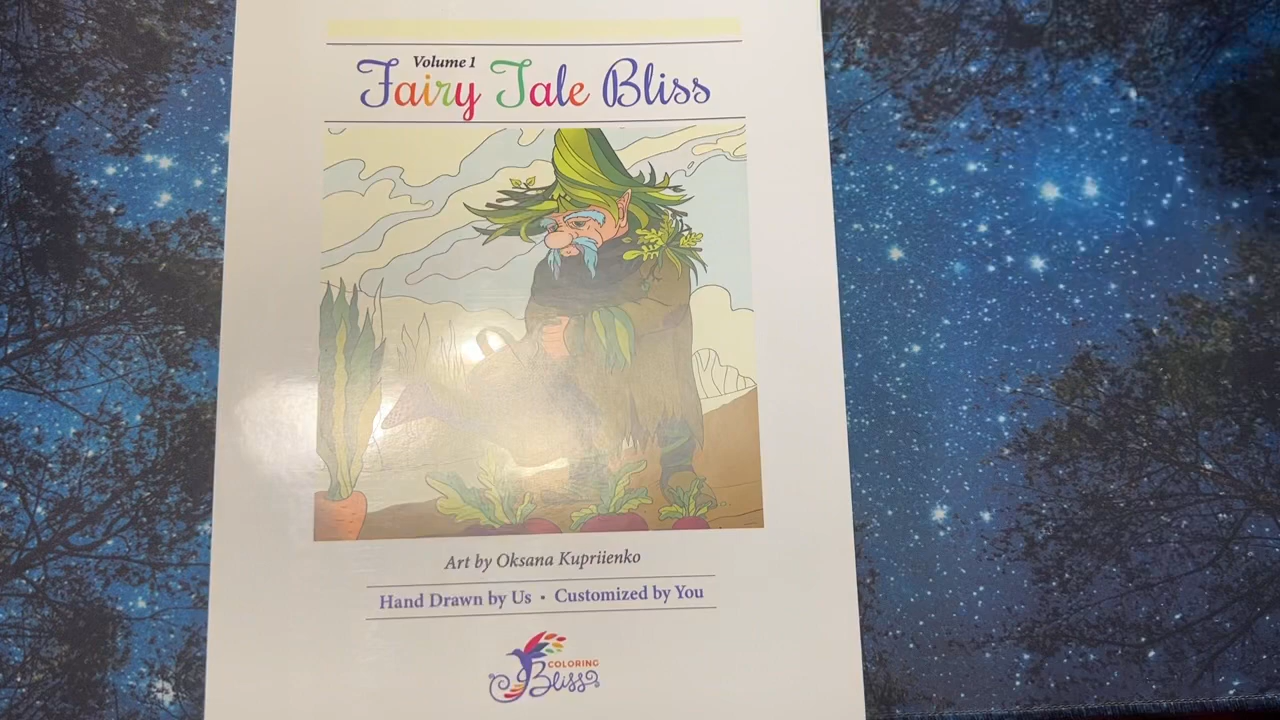 Volume 1
Fairy Tale Bliss
Art by Oksana Kupriienko
Hand Drawn by Us • Customized by You
COLORING
Bliss